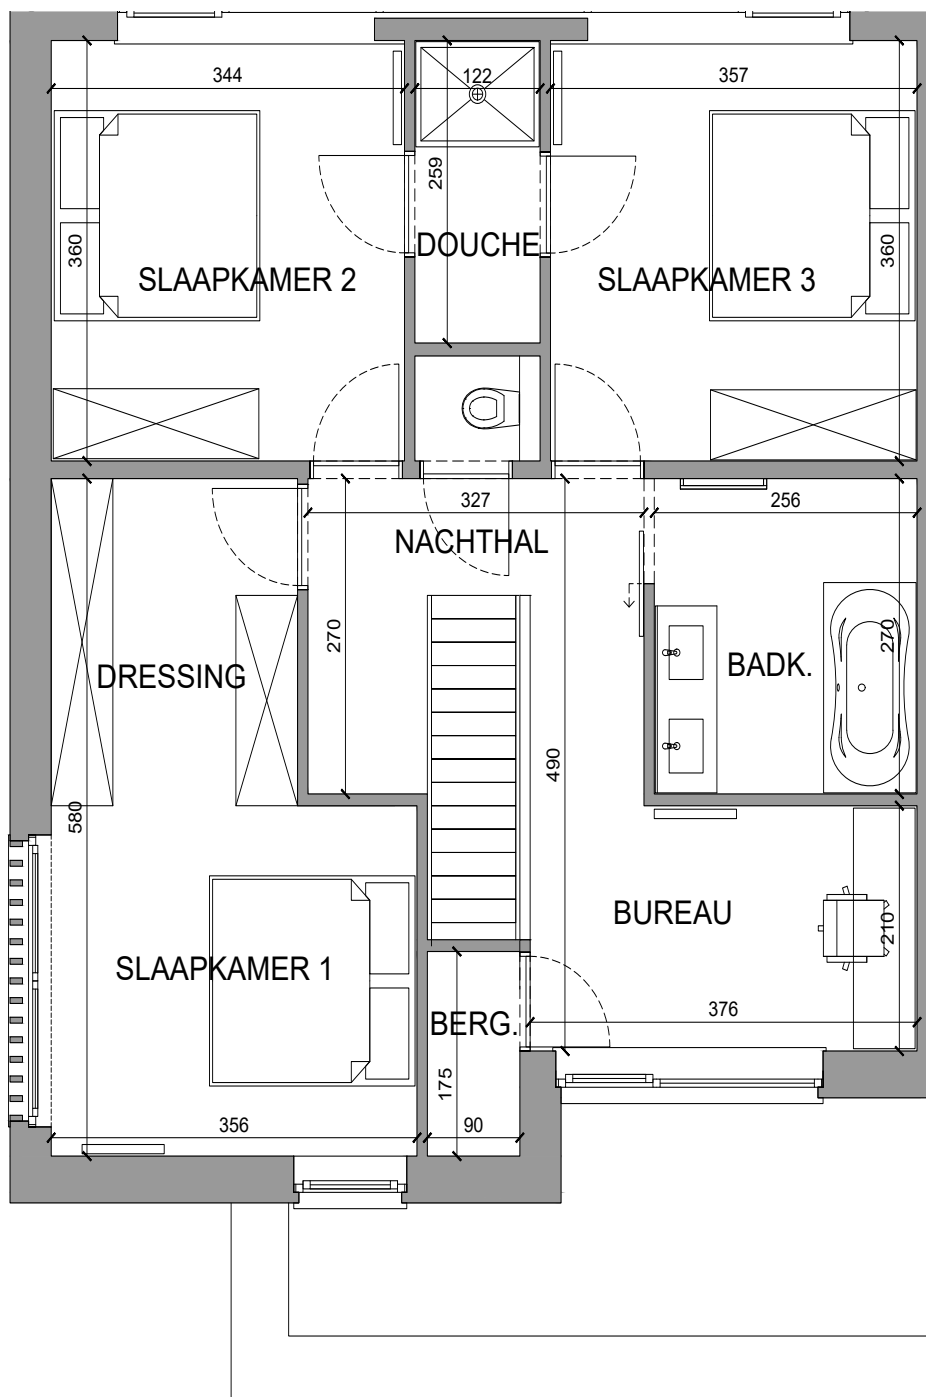 344
122
357
259
DOUCHE
360
360
SLAAPKAMER 2
SLAAPKAMER 3
327
256
NACHTHAL
270
270
DRESSING
BADK.
490
580
BUREAU
210
SLAAPKAMER 1
BERG.
376
175
356
90